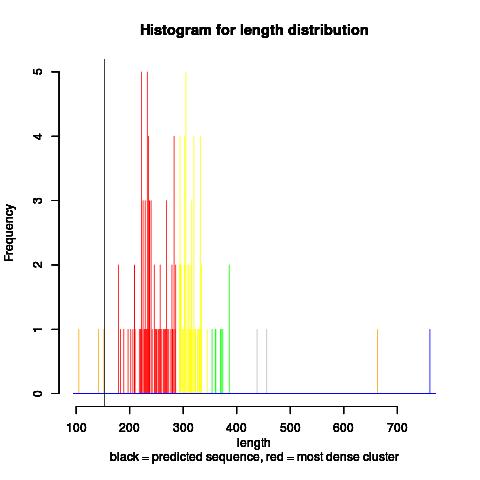 Histogram for length distribution
Frequency
5
4
3
2
1
0
100 200 300 400 500 600 700
length
black = predicted sequence, red = most dense cluster